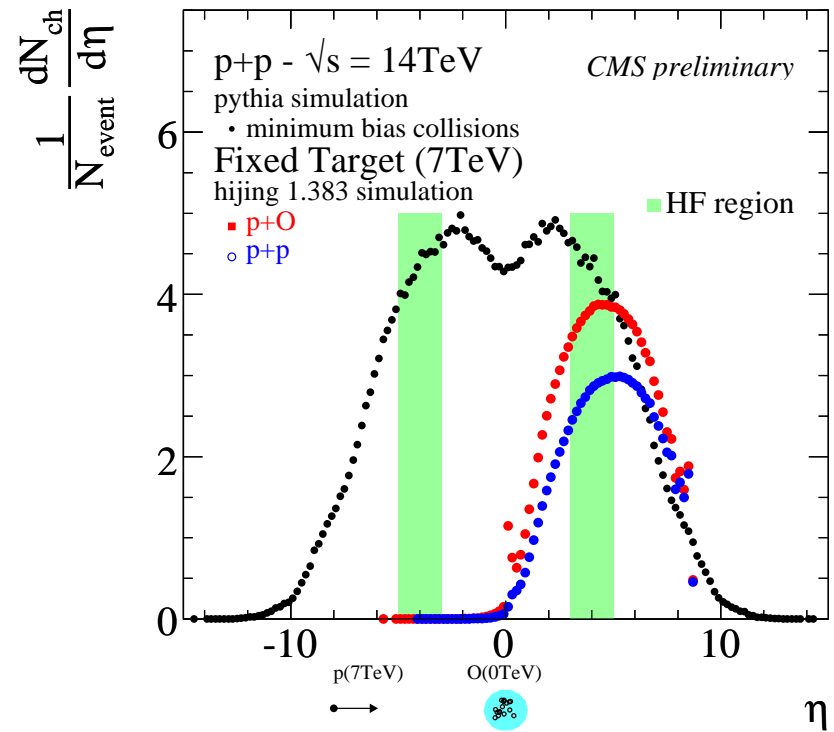 1 dN_ch
N_event dη
p+p - √s = 14TeV
CMS preliminary
pythia simulation
minimum bias collisions
Fixed Target (7TeV)
hijing 1.383 simulation
HF region
p+O
p+p
6
4
2
0
-10 0 10
p(7TeV) O(0TeV)
η